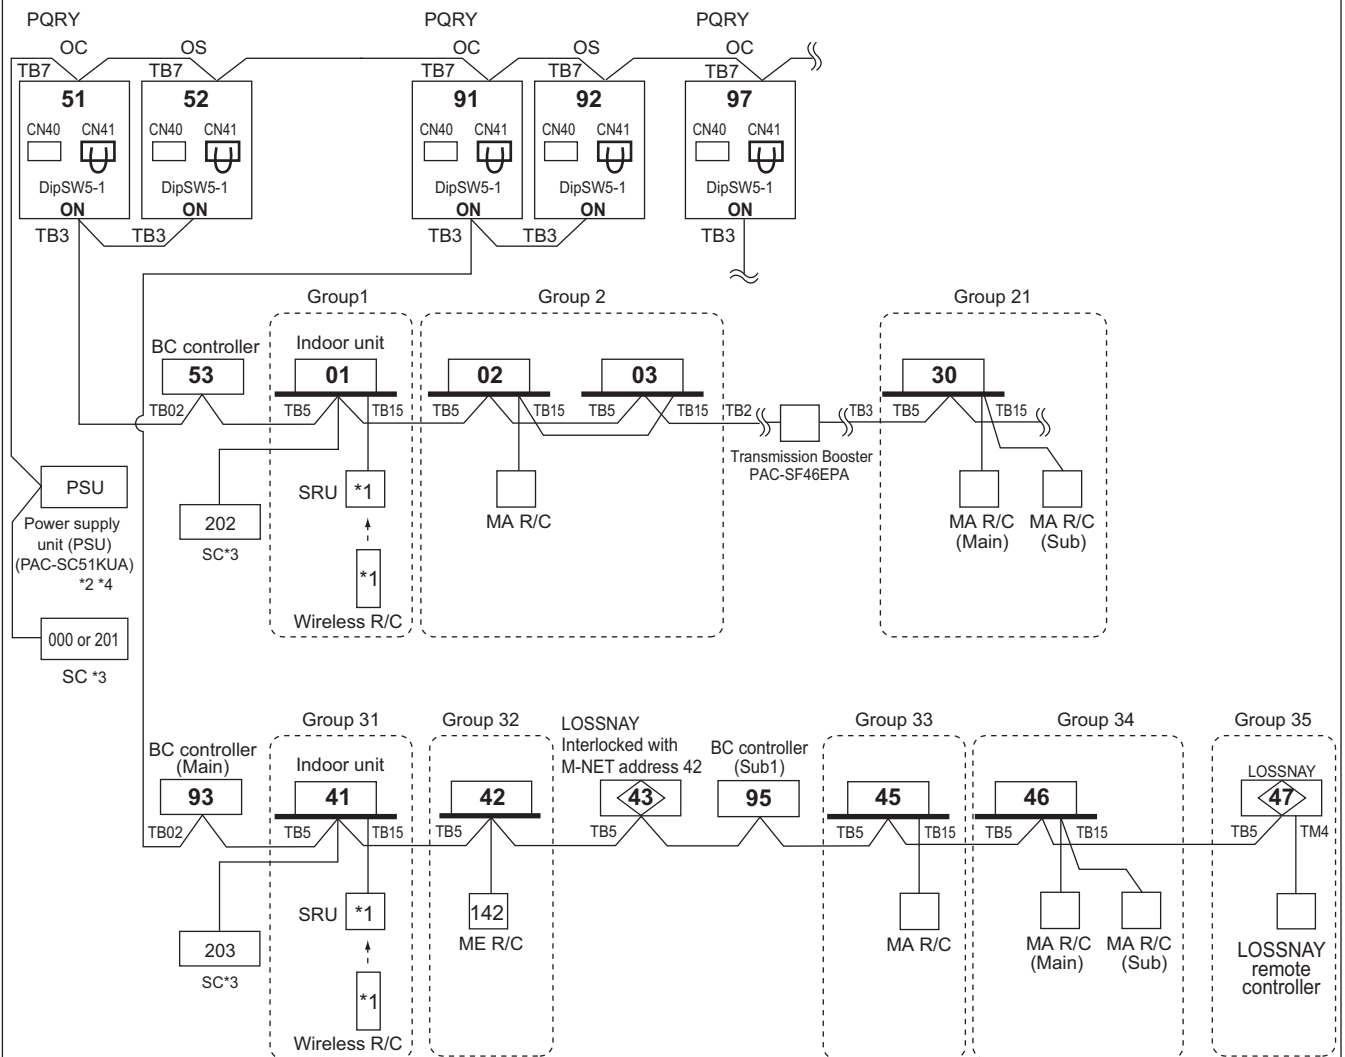 PQRY
PQRY
OC
OS
OC
OS
OC
TB7
TB7
TB7
TB7
TB7
51
52
91
92
97
CN40
CN41
CN40
CN41
CN40
CN41
CN40
CN41
CN40
CN41
DipSW5-1
DipSW5-1
DipSW5-1
DipSW5-1
DipSW5-1
ON
ON
ON
ON
ON
TB3
TB3
TB3
TB3
TB3
Group1
Group 2
Group 21
BC controller
Indoor unit
53
01
02
03
30
TB02
TB5
TB15
TB5
TB15
TB5
TB15
TB2
TB3
TB5
TB15
Transmission Booster
PAC-SF46EPA
PSU
Power supply
unit (PSU)
(PAC-SC51KUA)
*2 *4
202
SC*3
SRU
*1
MA R/C
MA R/C
(Main)
MA R/C
(Sub)
*1
Wireless R/C
000 or 201
SC *3
Group 31
Group 32
LOSSNAY
Interlocked with
M-NET address 42
Group 33
Group 34
Group 35
BC controller
(Main)
Indoor unit
BC controller
(Sub1)
LOSSNAY
93
41
42
43
95
45
46
47
TB02
TB5
TB15
TB5
TB5
TB5
TB15
TB5
TB15
TB5
TM4
203
SC*3
SRU
*1
142
ME R/C
MA R/C
MA R/C
(Main)
MA R/C
(Sub)
LOSSNAY
remote
controller
*1
Wireless R/C